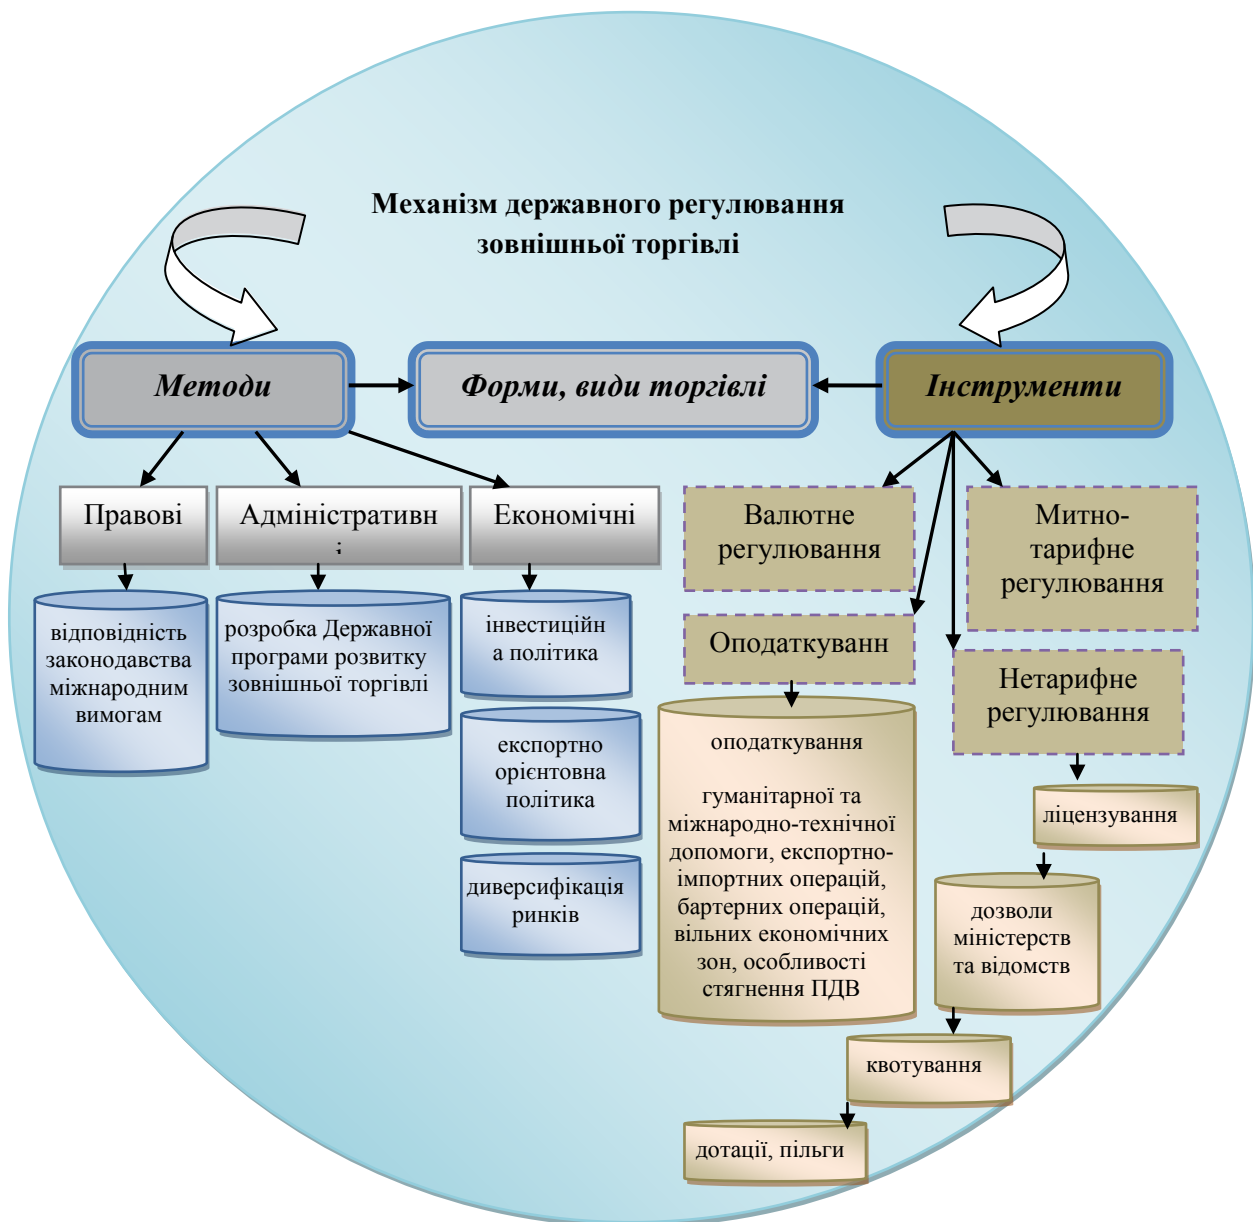 Механізм державного регулювання
зовнішньої торгівлі
Методи
Форми, види торгівлі
Інструменти
Правові
Адміністративн
і
Економічні
Валютне
регулювання
Митно-
тарифне
регулювання
відповідність
законодавства
міжнародним
вимогам
розробка Державної
програми розвитку
зовнішньої торгівлі
інвестиційн
а політика
експортно
орієнтовна
політика
диверсифікація
ринків
Оподаткуванн
Нетарифне
регулювання
оподаткування
гуманітарної та
міжнародно-технічної
допомоги, експортно-
імпортних операцій,
бартерних операцій,
вільних економічних
зон, особливості
стягнення ПДВ
ліцензування
дозволи
міністерств
та відомств
квотування
дотації, пільги